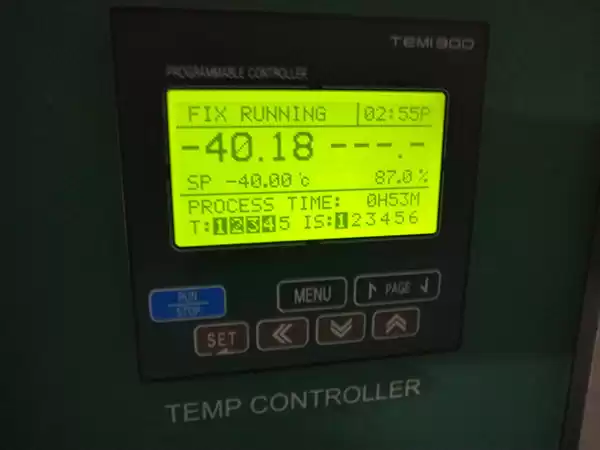 TEMI300
PROGRAMMABLE CONTROLLER
FIX RUNNING 02:55P
-40.18 ---.-
SP -40.00 ℃ 87.0 %
PROCESS TIME: 0H53M
T:12345 IS:123456
RUN STOP
MENU
PAGE
SET
TEMP CONTROLLER